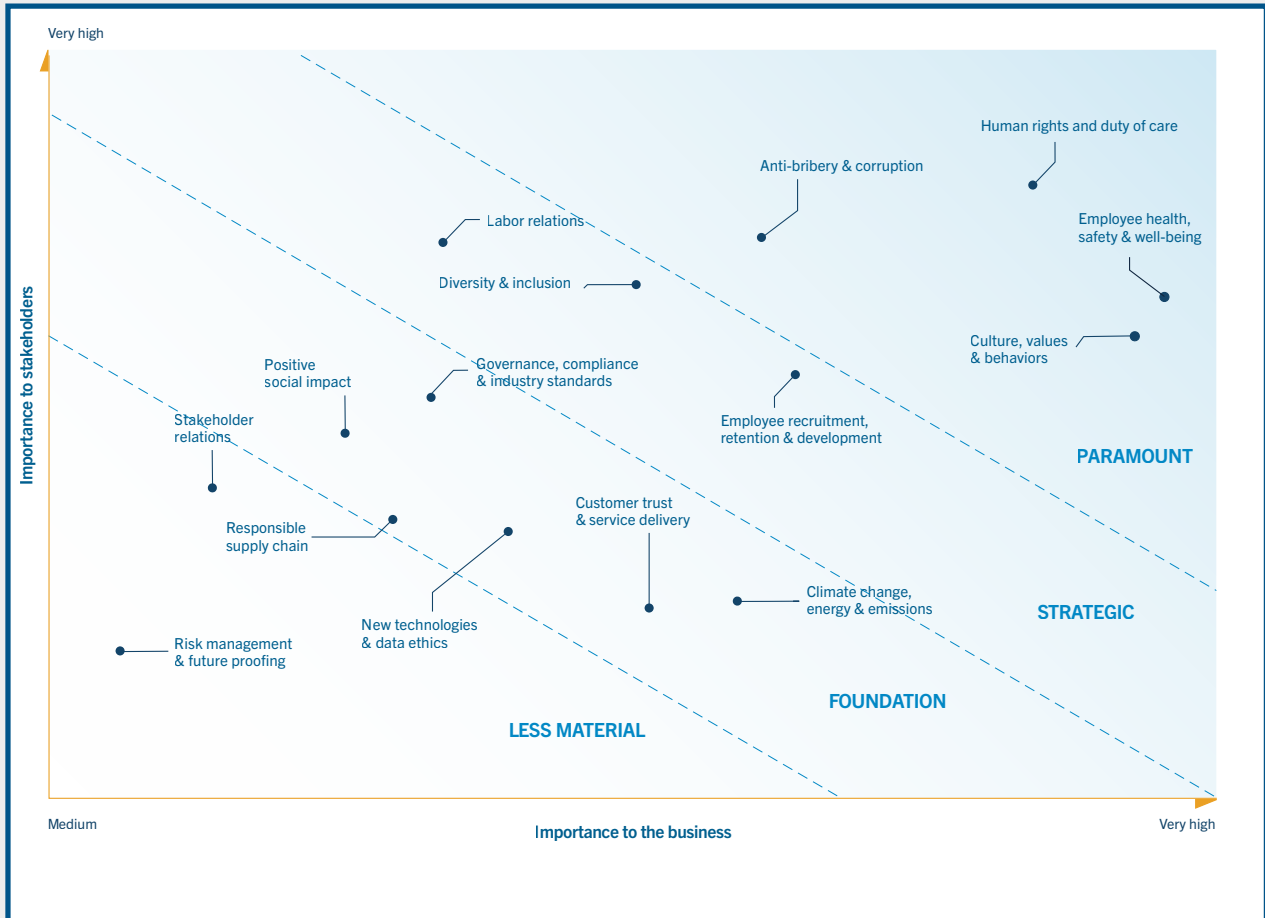 Very high
Human rights and duty of care
Anti-bribery & corruption
Labor relations
Employee health,
safety & well-being
Diversity & inclusion
Culture, values
& behaviors
Positive
social impact
Governance, compliance
& industry standards
Importance to stakeholders
Stakeholder
relations
Employee recruitment,
retention & development
PARAMOUNT
Customer trust
& service delivery
Responsible
supply chain
Climate change,
energy & emissions
STRATEGIC
New technologies
& data ethics
Risk management
& future proofing
FOUNDATION
LESS MATERIAL
Medium
Importance to the business
Very high